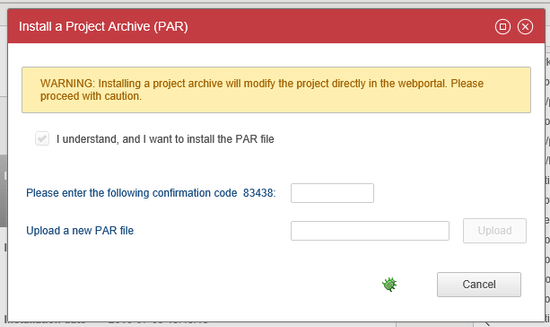 Install a Project Archive (PAR)
WARNING: Installing a project archive will modify the project directly in the webportal. Please
proceed with caution.
I understand, and I want to install the PAR file
Please enter the following confirmation code 83438:
Upload a new PAR file
Upload
Cancel